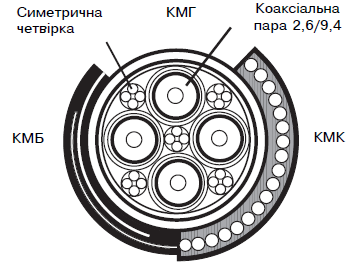 Симетрична
четвірка
КМГ
Коаксіальна
пара 2,6/9,4
КМБ
КМК